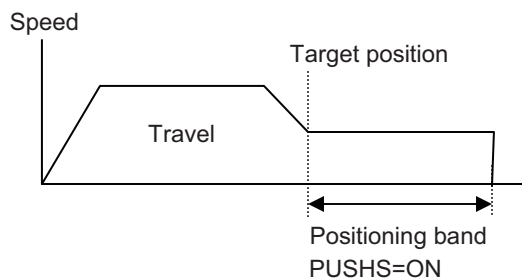 Speed
Target position
Travel
Positioning band
PUSHS=ON